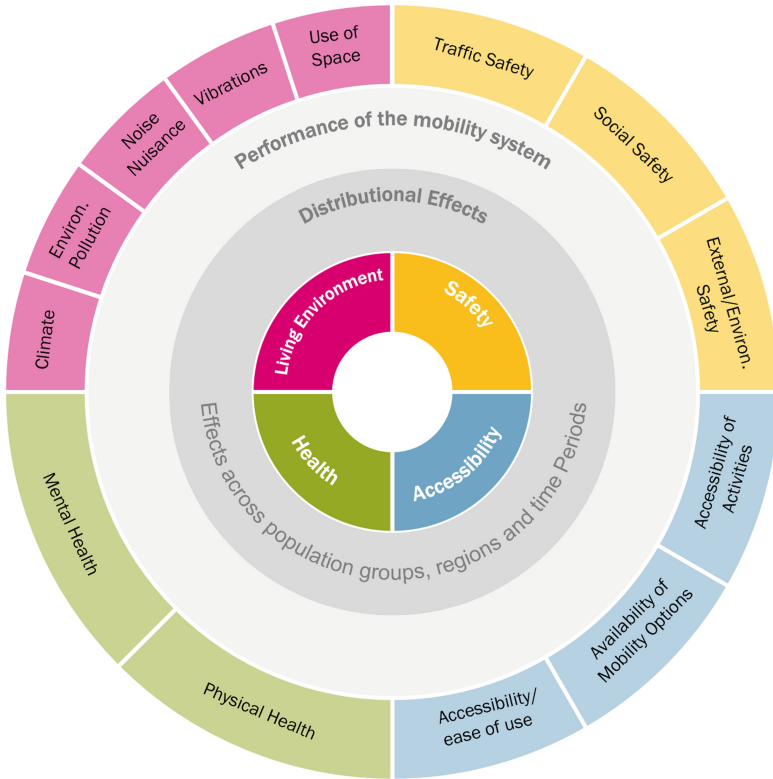 Use of
Space
Traffic Safety
Vibrations
Social Safety
Noise
Nuisance
External/Environ.
Safety
Environ.
Pollution
Climate
Performance of the mobility system
Distributional Effects
Living Environment
Safety
Health
Accessibility
Effects across population groups, regions and time Periods
Mental Health
Physical Health
Accessibility of
Activities
Availability of
Mobility Options
Accessibility/
ease of use